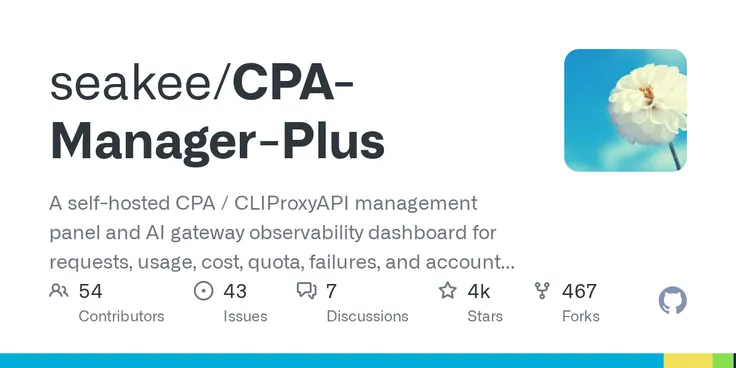 seakee/CPA-
Manager-Plus
A self-hosted CPA / CLIProxyAPI management
panel and AI gateway observability dashboard for
requests, usage, cost, quota, failures, and account...
54
Contributors
43
Issues
7
Discussions
4k
Stars
467
Forks